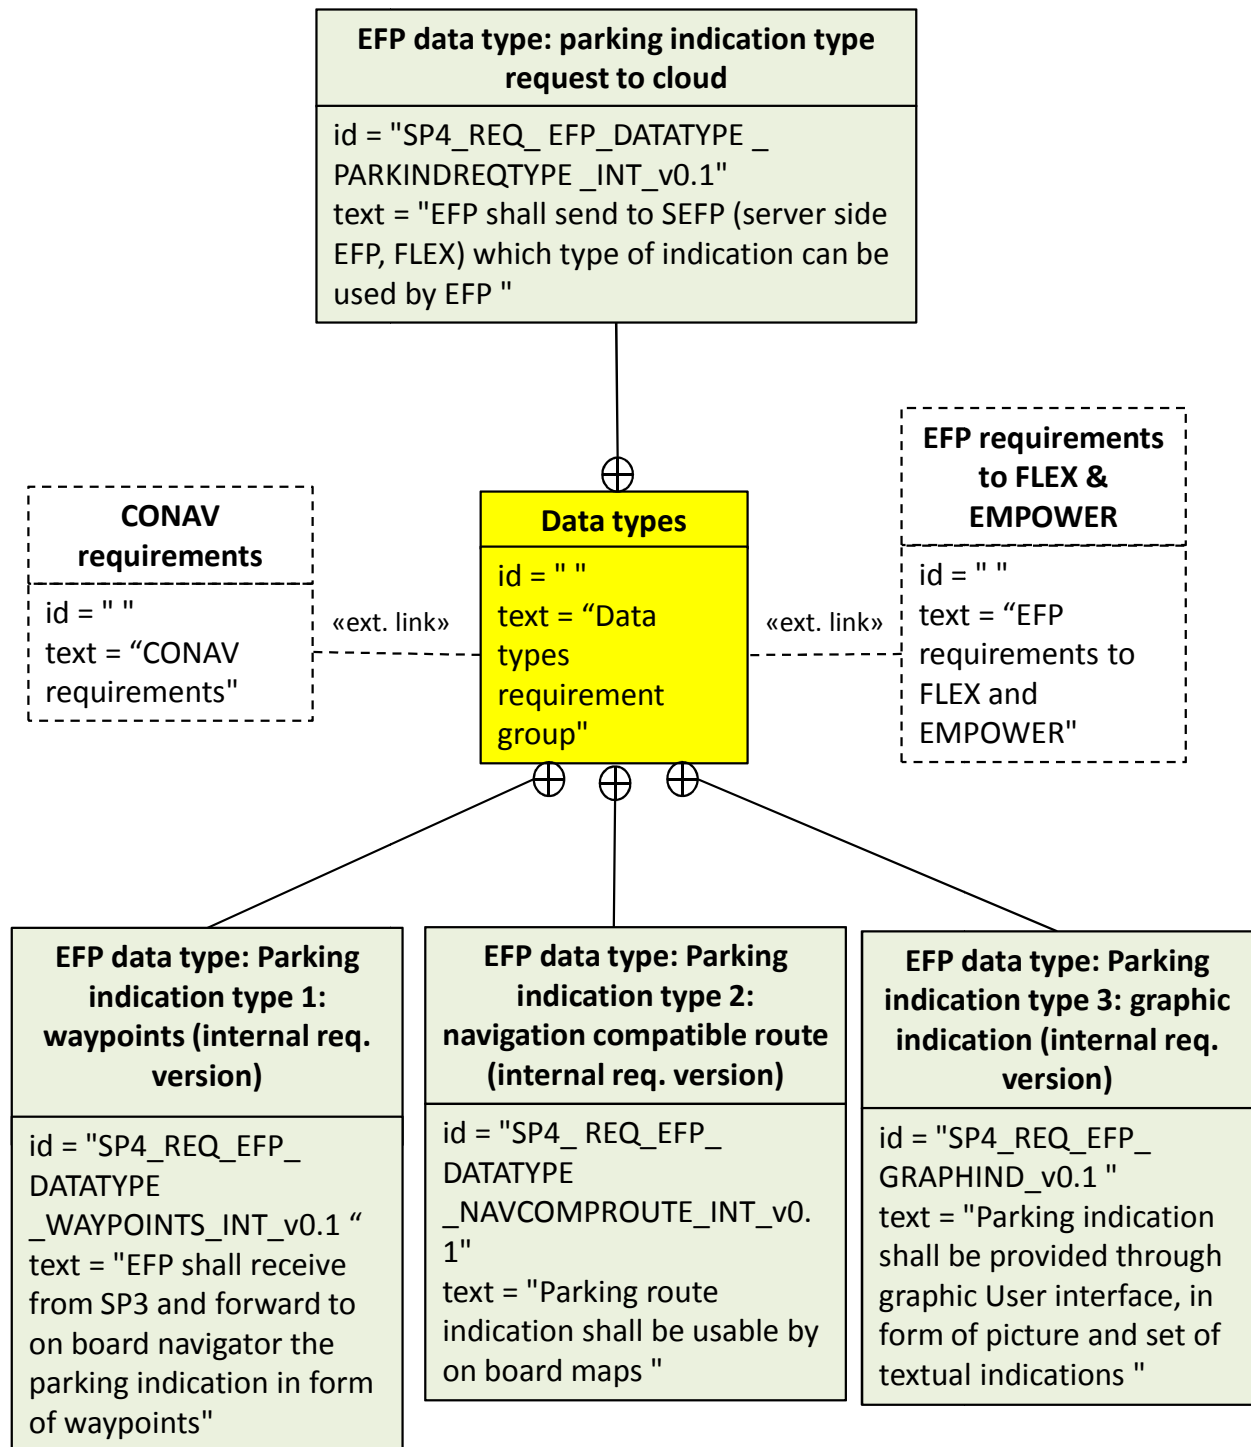 EFP data type: parking indication type
request to cloud
id = "SP4_REQ_ EFP_DATATYPE _
PARKINDREQTYPE _INT_v0.1"
text = "EFP shall send to SEFP (server side
EFP, FLEX) which type of indication can be
used by EFP "
CONAV
requirements
id = " "
text = “CONAV
requirements"
«ext. link»
Data types
id = " "
text = “Data
types
requirement
group"
«ext. link»
EFP requirements
to FLEX &
EMPOWER
id = " "
text = “EFP
requirements to
FLEX and
EMPOWER"
EFP data type: Parking
indication type 1:
waypoints (internal req.
version)
id = "SP4_REQ_EFP_
DATATYPE
_WAYPOINTS_INT_v0.1 “
text = "EFP shall receive
from SP3 and forward to
on board navigator the
parking indication in form
of waypoints"
EFP data type: Parking
indication type 2:
navigation compatible route
(internal req. version)
id = "SP4_ REQ_EFP_
DATATYPE
_NAVCOMPROUTE_INT_v0.
1"
text = "Parking route
indication shall be usable by
on board maps "
EFP data type: Parking
indication type 3: graphic
indication (internal req.
version)
id = "SP4_REQ_EFP_
GRAPHIND_v0.1 "
text = "Parking indication
shall be provided through
graphic User interface, in
form of picture and set of
textual indications "